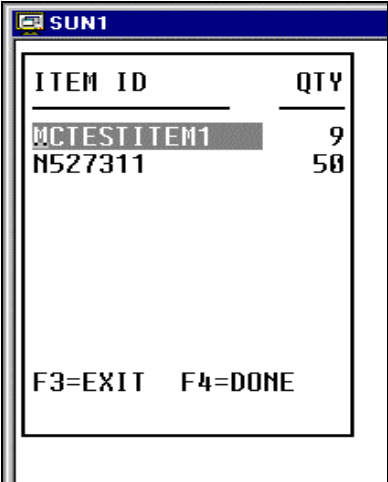 SUN1
ITEM ID QTY
MCTESTITEM1 9
N527311 50
F3=EXIT F4=DONE